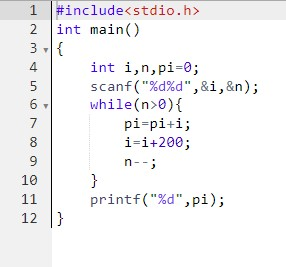 1 #include<stdio.h>
2 int main()
3 {
4     int i,n,pi=0;
5     scanf("%d%d",&i,&n);
6     while(n>0){
7         pi=pi+i;
8         i=i+200;
9         n--;
10     }
11     printf("%d",pi);
12 }